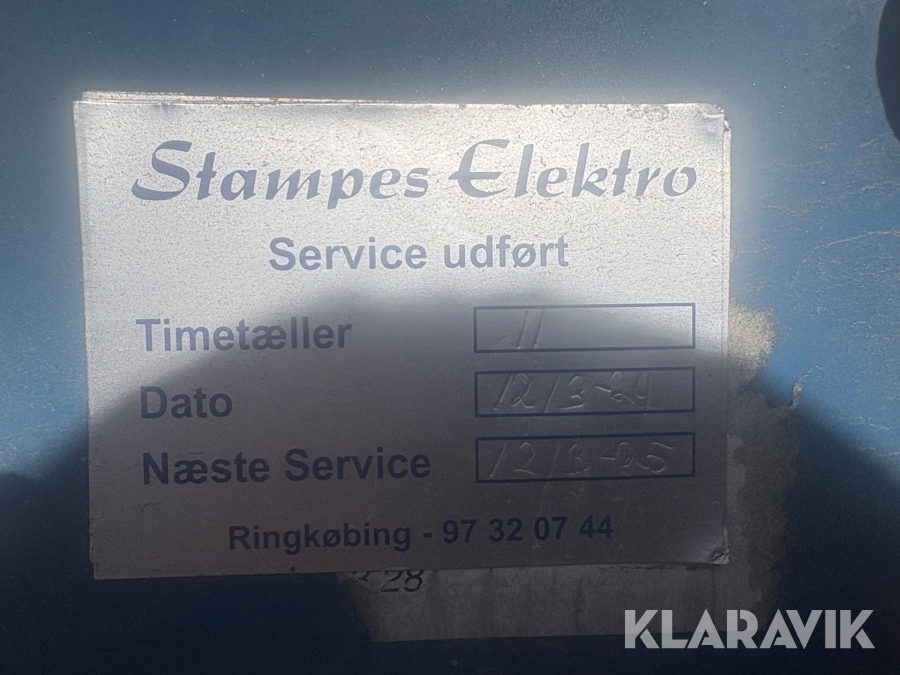 Stampes Elektro
Service udført
Timetæller 11
Dato 12/3-24
Næste Service 12/3-25
Ringkøbing - 97 32 07 44
28
KLARAVIK